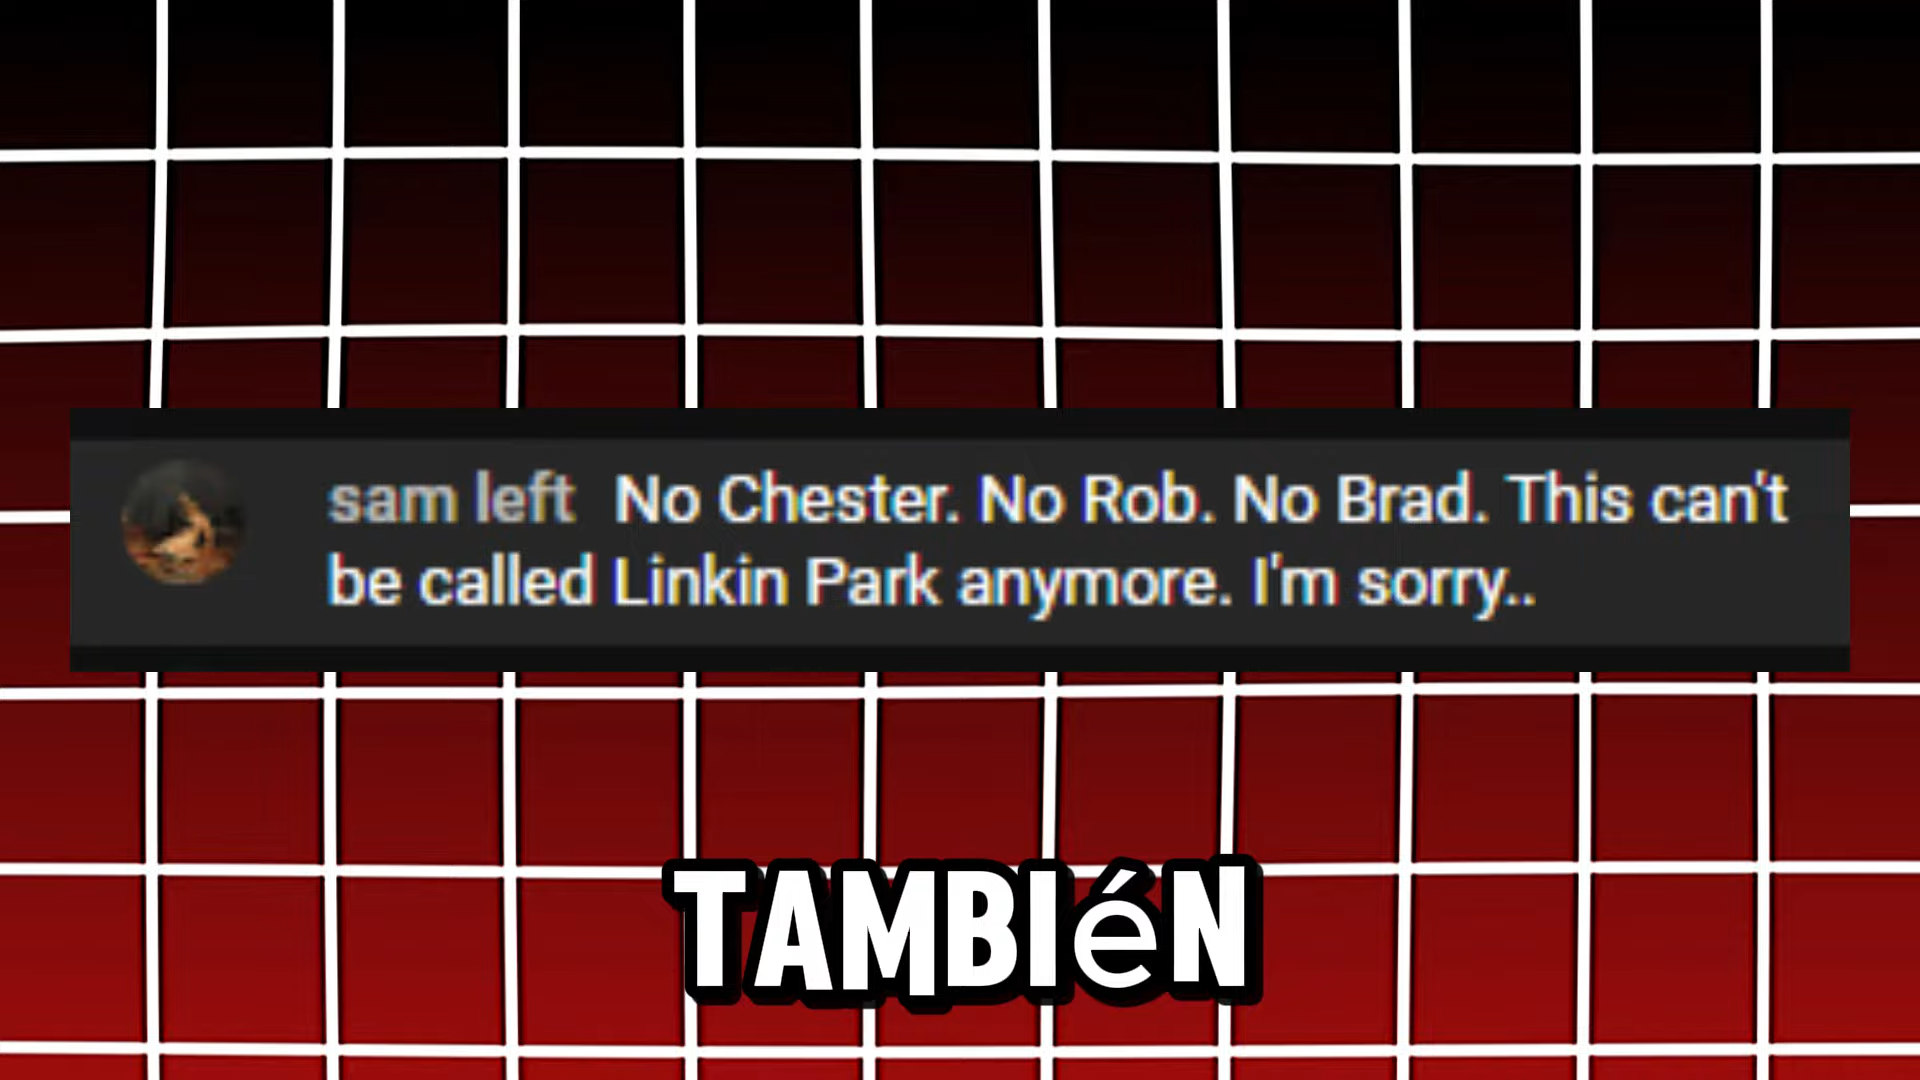 sam left No Chester. No Rob. No Brad. This can't
be called Linkin Park anymore. I'm sorry..
TAMBIéN